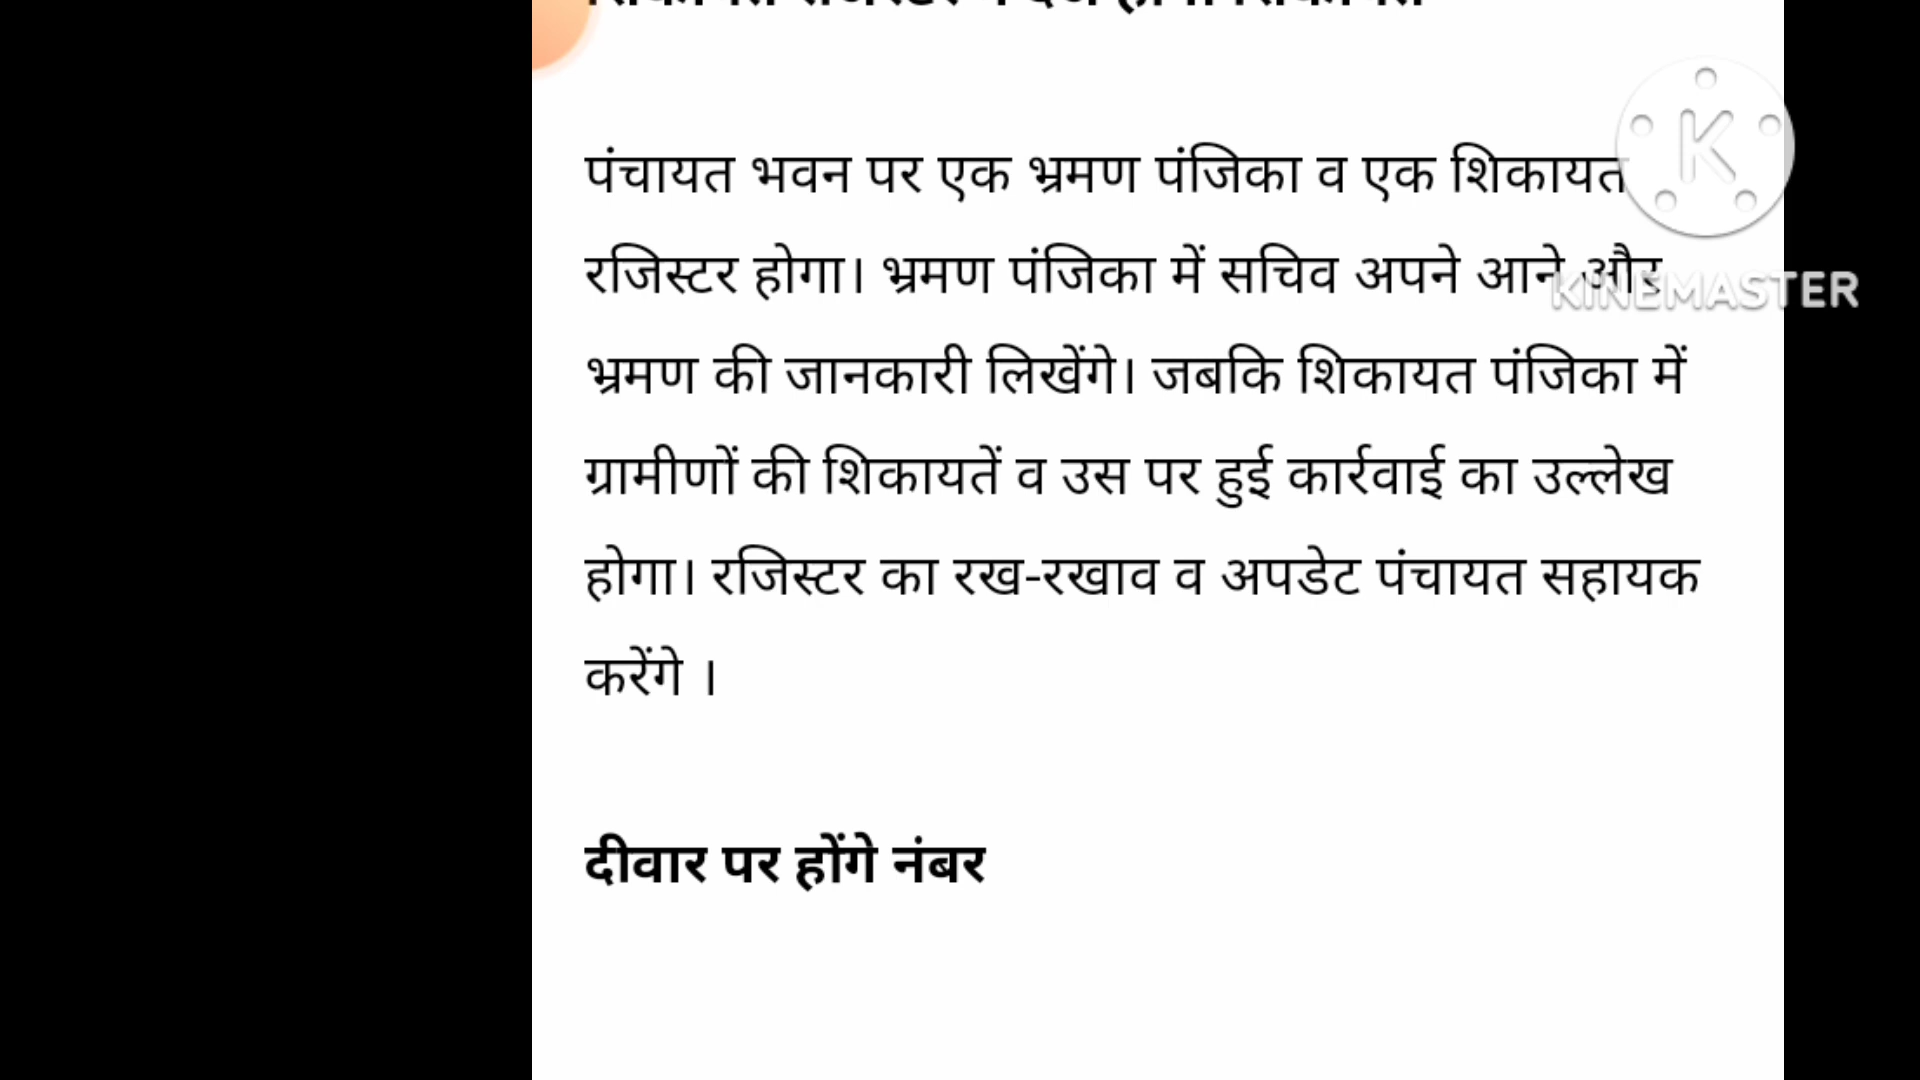 पंचायत भवन पर एक भ्रमण पंजिका व एक शिकायत
रजिस्टर होगा। भ्रमण पंजिका में सचिव अपने आने और
भ्रमण की जानकारी लिखेंगे। जबकि शिकायत पंजिका में
ग्रामीणों की शिकायतें व उस पर हुई कार्रवाई का उल्लेख
होगा। रजिस्टर का रख-रखाव व अपडेट पंचायत सहायक
करेंगे ।
दीवार पर होंगे नंबर
K
KINEMASTER